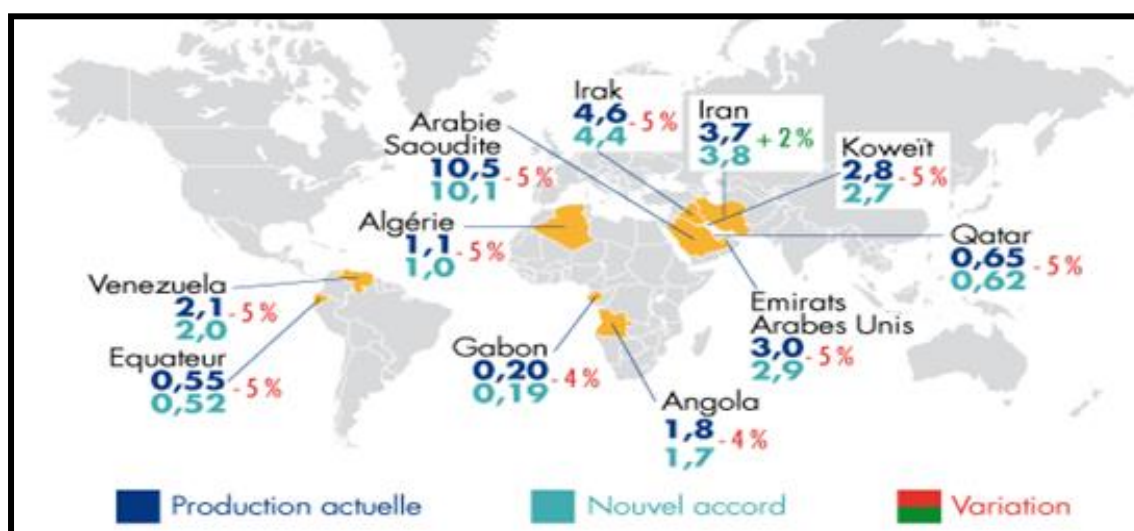 Irak
4,6 - 5%
4,4
Iran
3,7 + 2%
3,8
Arabie
Saoudite
10,5 - 5%
10,1
Koweït
2,8 - 5%
2,7
Algérie
1,1 - 5%
1,0
Qatar
0,65 - 5%
0,62
Venezuela
2,1 - 5%
2,0
Emirats
Arabes Unis
3,0 - 5%
2,9
Equateur
0,55 - 5%
0,52
Gabon
0,20 - 4%
0,19
Angola
1,8 - 4%
1,7
Production actuelle
Nouvel accord
Variation